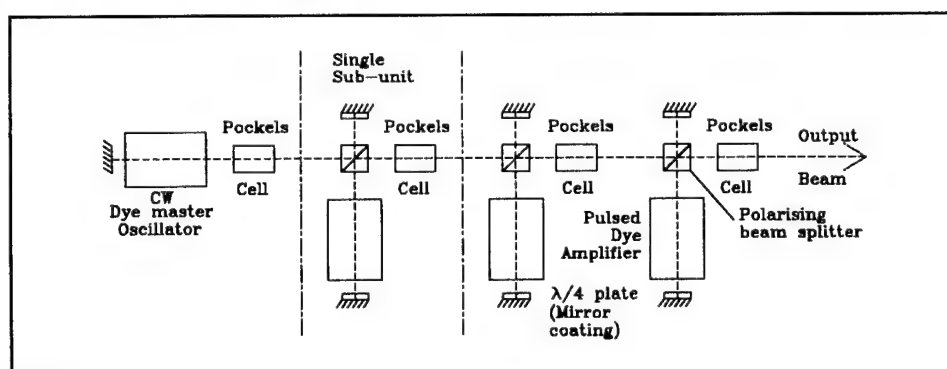 Single
Sub-unit
Pockels
Cell
CW
Dye master
Oscillator
Pockels
Cell
Pockels
Cell
Pulsed
Dye
Amplifier
λ/4 plate
(Mirror
coating)
Pockels
Cell
Polarising
beam splitter
Output
Beam